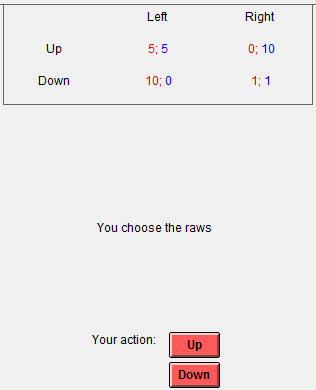 Left Right
Up 5; 5 0; 10
Down 10; 0 1; 1
You choose the raws
Your action: Up
Down